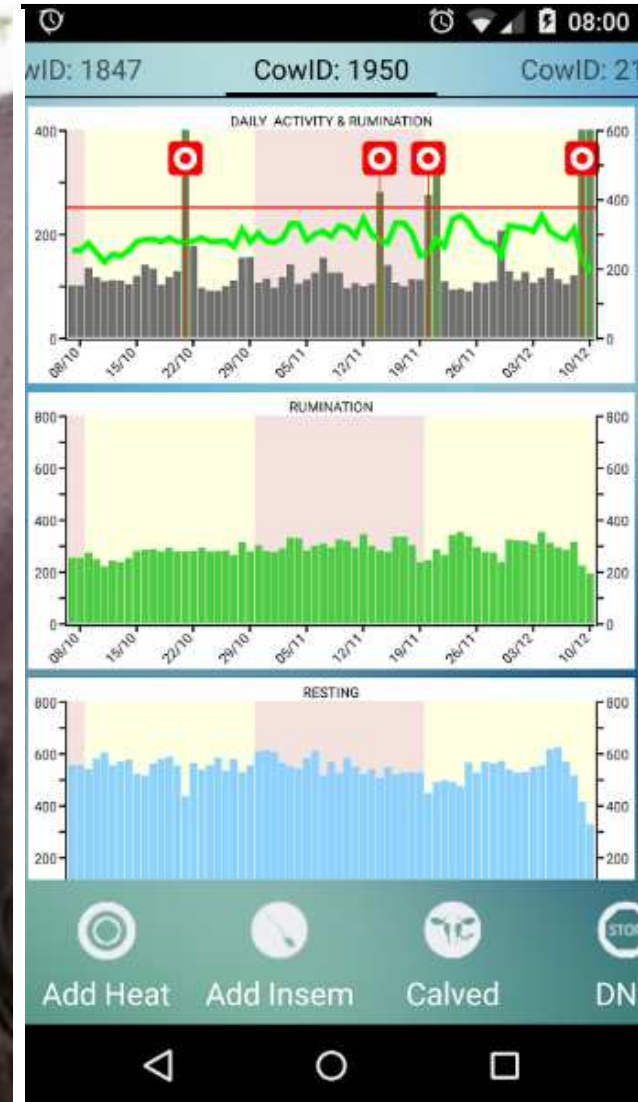 08:00
wID: 1847 CowID: 1950 CowID: 21
DAILY ACTIVITY & RUMINATION
400 600
400
200
200
0 0
08/10 15/10 22/10 29/10 05/11 12/11 19/11 26/11 03/12 10/12
RUMINATION
800 800
600 600
400 400
200 200
0 0
08/10 15/10 22/10 29/10 05/11 12/11 19/11 26/11 03/12 10/12
RESTING
800 800
600 600
400 400
200 200
STOP
Add Heat Add Insem Calved DN